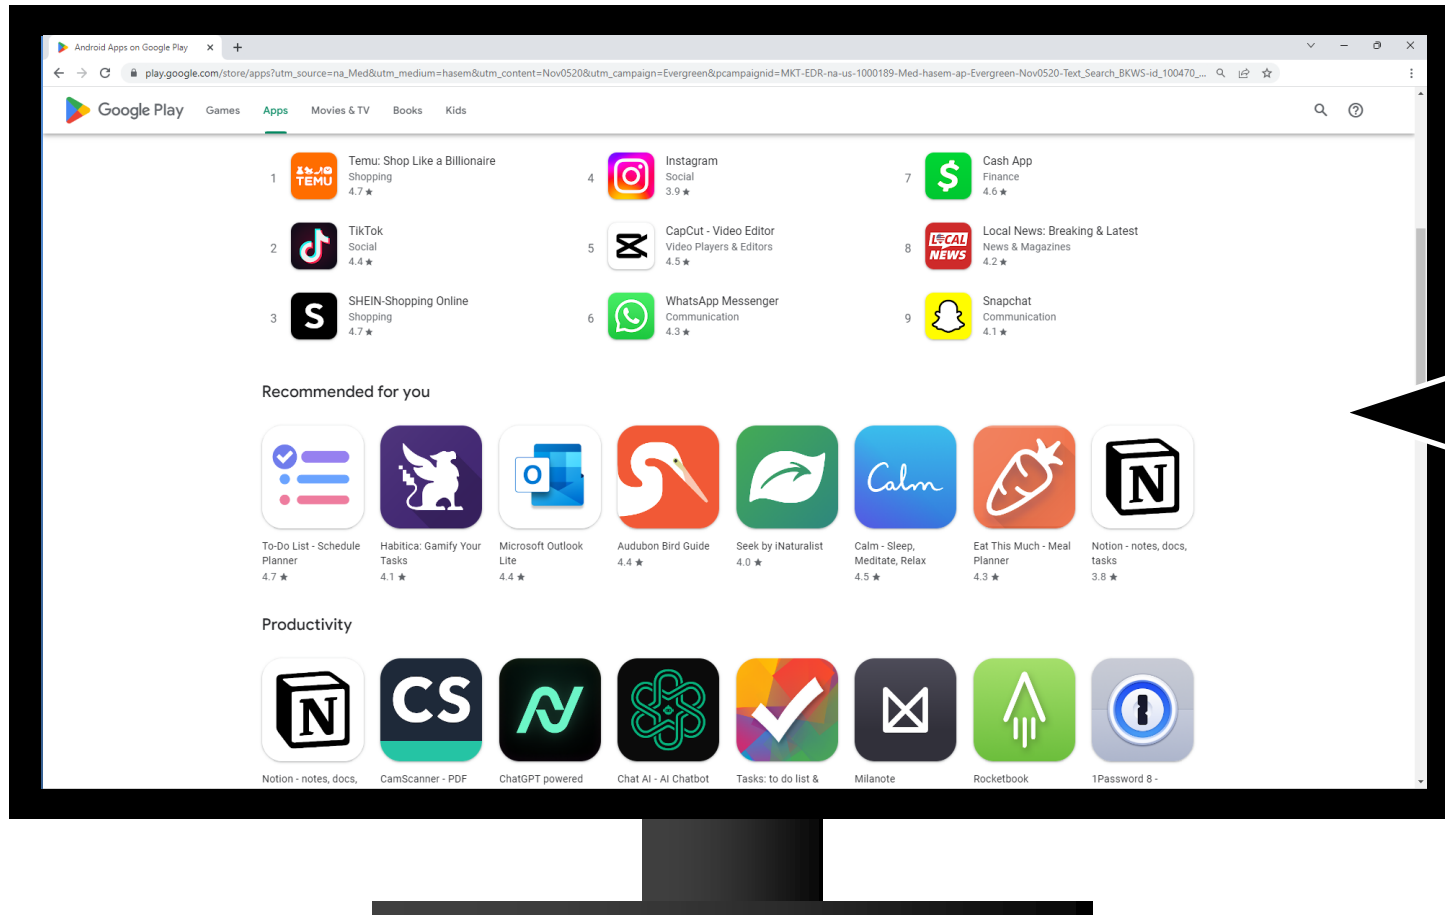 Android Apps on Google Play
play.google.com/store/apps?utm_source=na_Med&utm_medium=hasem&utm_content=Nov0520&utm_campaign=Evergreen&pcampaignid=MKT-EDR-na-us-1000189-Med-hasem-ap-Evergreen-Nov0520-Text_Search_BKWS-id_100470_...
Google Play Games Apps Movies & TV Books Kids
1 TEMU Temu: Shop Like a Billionaire
Shopping
4.7 ★
4 Instagram
Social
3.9 ★
7 $ Cash App
Finance
4.6 ★
2 TikTok
Social
4.4 ★
5 CapCut - Video Editor
Video Players & Editors
4.5 ★
8 LOCAL NEWS Local News: Breaking & Latest
News & Magazines
4.2 ★
3 S SHEIN-Shopping Online
Shopping
4.7 ★
6 WhatsApp Messenger
Communication
4.3 ★
9 Snapchat
Communication
4.1 ★
Recommended for you
O
Calm
N
To-Do List - Schedule
Planner
4.7 ★
Habitica: Gamify Your
Tasks
4.1 ★
Microsoft Outlook
Lite
4.4 ★
Audubon Bird Guide
4.4 ★
Seek by iNaturalist
4.0 ★
Calm - Sleep,
Meditate, Relax
4.5 ★
Eat This Much - Meal
Planner
4.3 ★
Notion - notes, docs,
tasks
3.8 ★
Productivity
N
CS
Notion - notes, docs,
CamScanner - PDF
ChatGPT powered
Chat AI - AI Chatbot
Tasks: to do list &
Milanote
Rocketbook
1Password 8 -